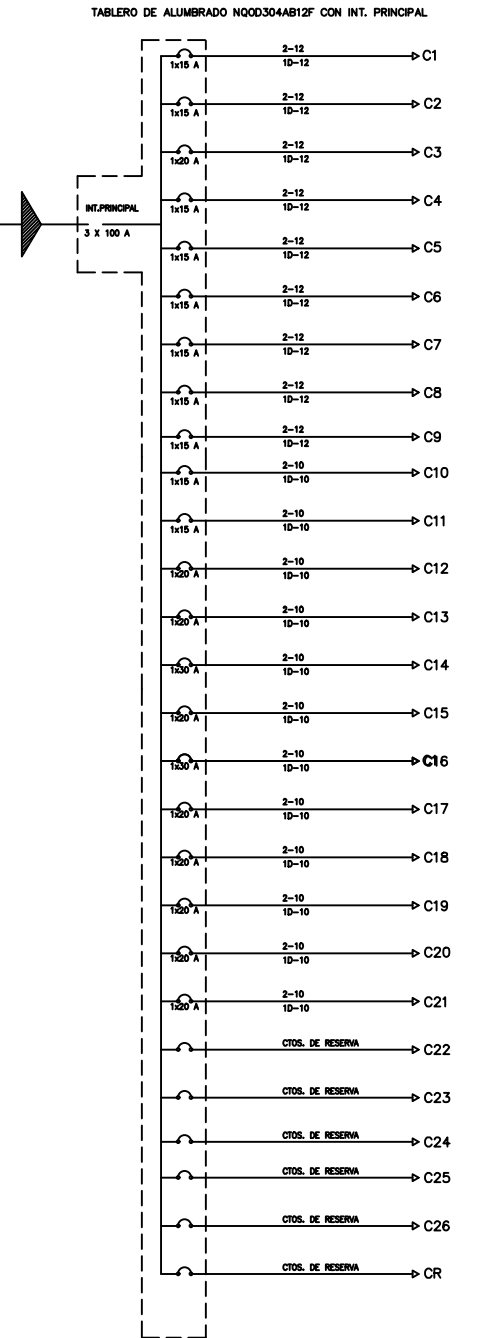 TABLERO DE ALUMBRADO NQOD304AB12F CON INT. PRINCIPAL
2-12
C1
1x15 A
1D-12
2-12
C2
1x15 A
1D-12
2-12
C3
1x20 A
1D-12
INT.PRINCIPAL
3 X 100 A
2-12
C4
1x15 A
1D-12
2-12
C5
1x15 A
1D-12
2-12
C6
1x15 A
1D-12
2-12
C7
1x15 A
1D-12
2-12
C8
1x15 A
1D-12
2-12
C9
1x15 A
1D-12
2-10
C10
1x15 A
1D-10
2-10
C11
1x15 A
1D-10
2-10
C12
1x20 A
1D-10
2-10
C13
1x20 A
1D-10
2-10
C14
1x30 A
1D-10
2-10
C15
1x20 A
1D-10
2-10
C16
1x30 A
1D-10
2-10
C17
1x20 A
1D-10
2-10
C18
1x20 A
1D-10
2-10
C19
1x20 A
1D-10
2-10
C20
1x20 A
1D-10
2-10
C21
1x20 A
1D-10
CTOS. DE RESERVA
C22
CTOS. DE RESERVA
C23
CTOS. DE RESERVA
C24
CTOS. DE RESERVA
C25
CTOS. DE RESERVA
C26
CTOS. DE RESERVA
CR